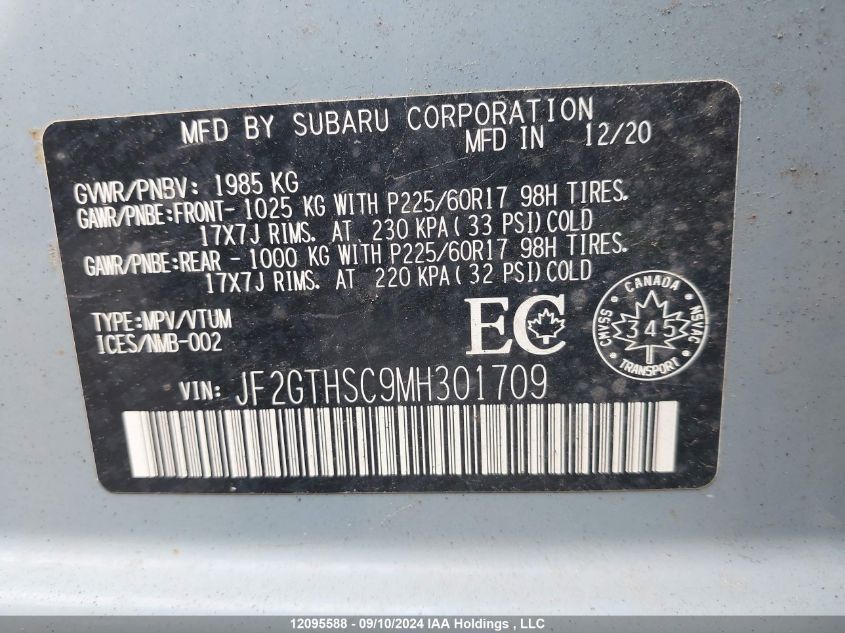 MFD BY SUBARU CORPORATION
MFD IN 12/20
GVWR/PNBV: 1985 KG
GAWR/PNBE:FRONT- 1025 KG WITH P225/60R17 98H TIRES.
17X7J RIMS. AT 230 KPA( 33 PSI)COLD
GAWR/PNBE:REAR - 1000 KG WITH P225/60R17 98H TIRES.
17X7J RIMS. AT 220 KPA( 32 PSI)COLD
TYPE:MPV/VTUM
ICES/NMB-002
EC
CANADA
CMVSS 345 NSVAC
TRANSPORT
VIN: JF2GTHSC9MH301709
12095588 - 09/10/2024 IAA Holdings , LLC